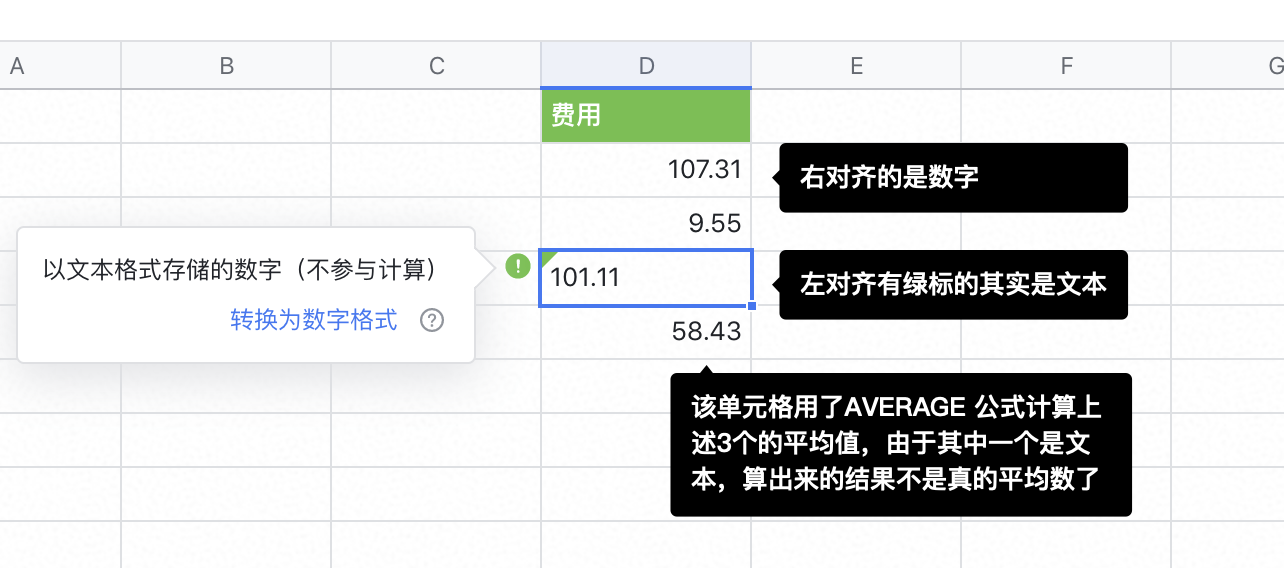 A B C D E F G
费用
107.31
右对齐的是数字
9.55
以文本格式存储的数字（不参与计算）
转换为数字格式 ?
!
101.11
左对齐有绿标的其实是文本
58.43
该单元格用了AVERAGE 公式计算上
述3个的平均值，由于其中一个是文
本，算出来的结果不是真的平均数了